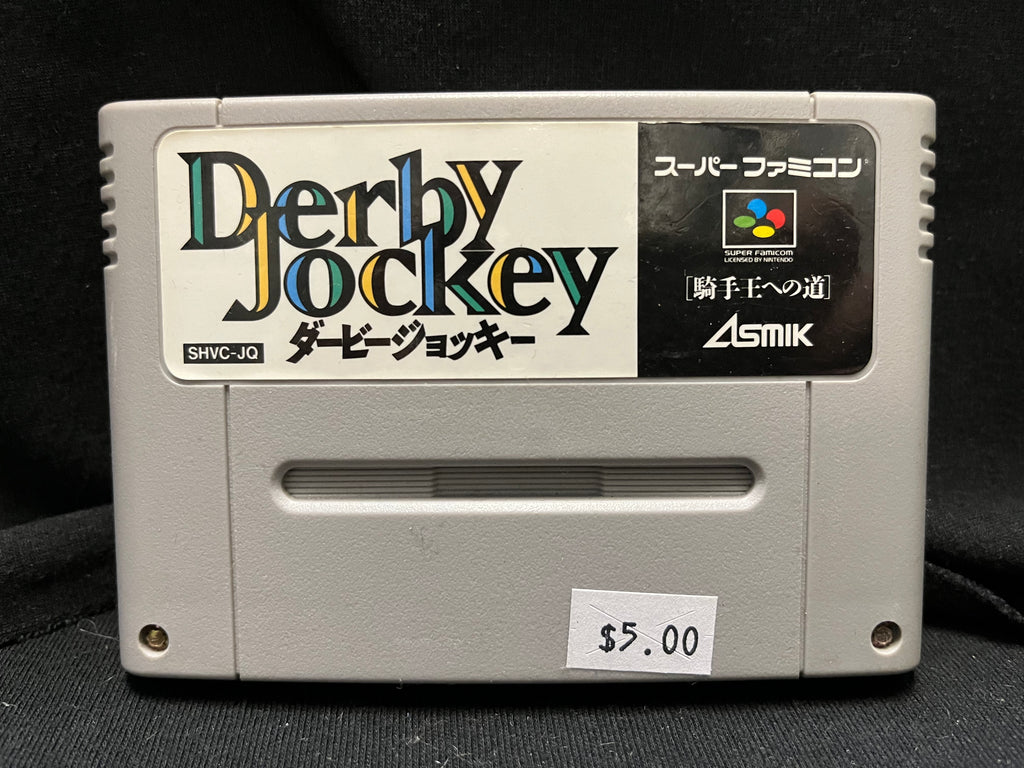 Derby
Jockey
ダービージョッキー
SHVC-JQ
スーパーファミコン
SUPER FAMICOM
LICENSED BY NINTENDO
[騎手王への道]
ASMIK
$5.00